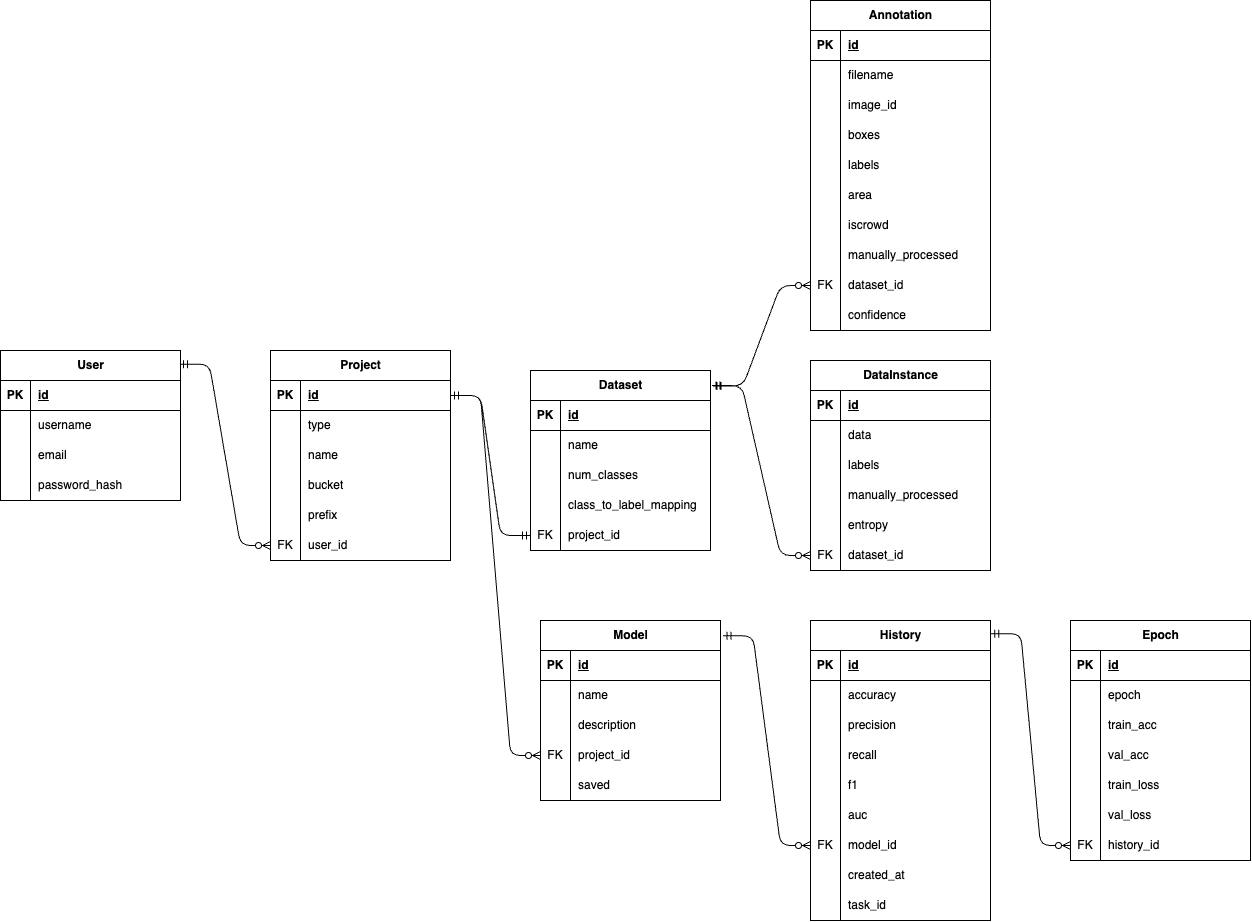 Annotation
PK id
filename
image_id
boxes
labels
area
iscrowd
manually_processed
FK dataset_id
confidence
User
PK id
username
email
password_hash
Project
PK id
type
name
bucket
prefix
FK user_id
Dataset
PK id
name
num_classes
class_to_label_mapping
FK project_id
DataInstance
PK id
data
labels
manually_processed
entropy
FK dataset_id
Model
PK id
name
description
FK project_id
saved
History
PK id
accuracy
precision
recall
f1
auc
FK model_id
created_at
task_id
Epoch
PK id
epoch
train_acc
val_acc
train_loss
val_loss
FK history_id